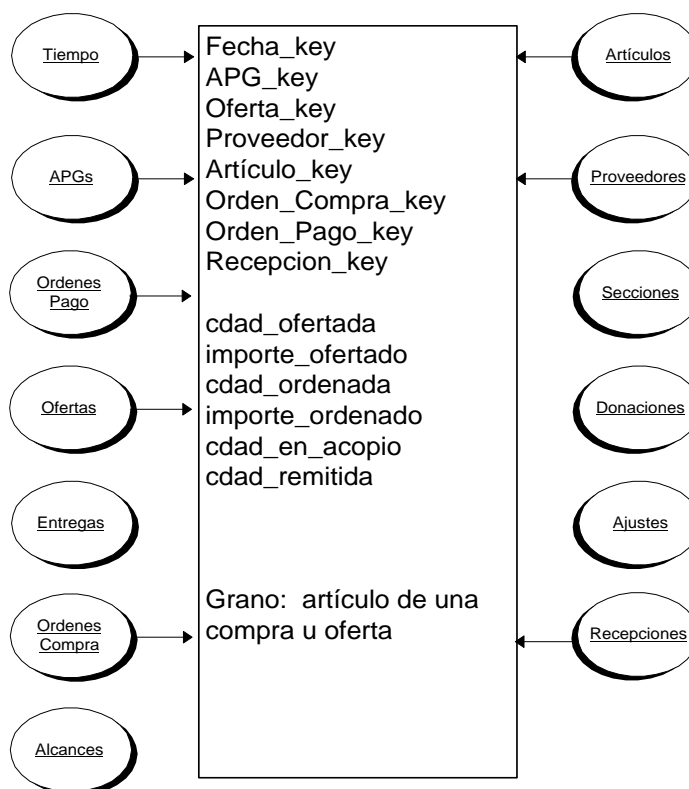 Tiempo
APGs
Ordenes
Pago
Ofertas
Entregas
Ordenes
Compra
Alcances
Fecha_key
APG_key
Oferta_key
Proveedor_key
Artículo_key
Orden_Compra_key
Orden_Pago_key
Recepcion_key
cdad_ofertada
importe_ofertado
cdad_ordenada
importe_ordenado
cdad_en_acopio
cdad_remitida
Grano: artículo de una
compra u oferta
Artículos
Proveedores
Secciones
Donaciones
Ajustes
Recepciones